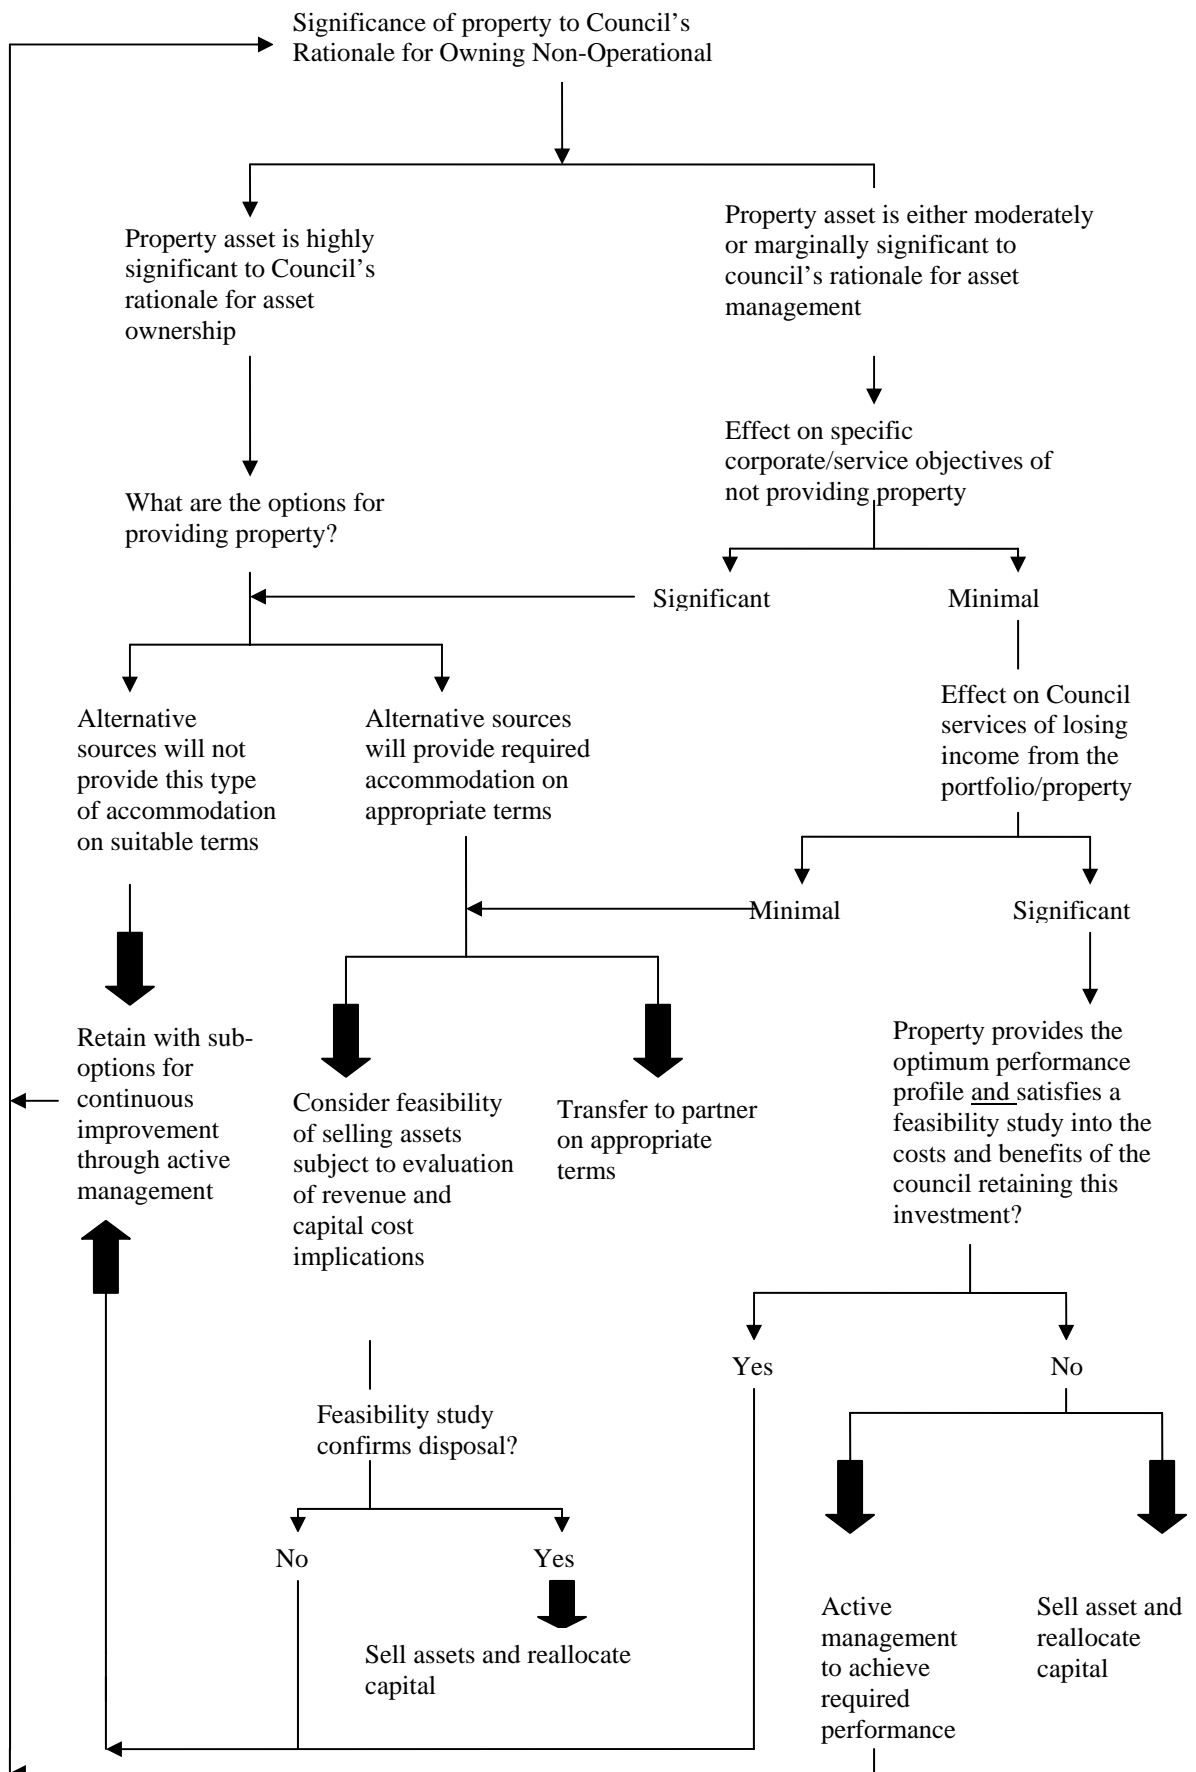 Significance of property to Council’s
Rationale for Owning Non-Operational
Property asset is highly
significant to Council’s
rationale for asset
ownership
Property asset is either moderately
or marginally significant to
council’s rationale for asset
management
Effect on specific
corporate/service objectives of
not providing property
What are the options for
providing property?
Significant
Minimal
Alternative
sources will not
provide this type
of accommodation
on suitable terms
Alternative sources
will provide required
accommodation on
appropriate terms
Effect on Council
services of losing
income from the
portfolio/property
Minimal
Significant
Retain with sub-
options for
continuous
improvement
through active
management
Consider feasibility
of selling assets
subject to evaluation
of revenue and
capital cost
implications
Transfer to partner
on appropriate
terms
Property provides the
optimum performance
profile and satisfies a
feasibility study into the
costs and benefits of the
council retaining this
investment?
Yes
No
Feasibility study
confirms disposal?
No
Yes
Sell assets and reallocate
capital
Active
management
to achieve
required
performance
Sell asset and
reallocate
capital